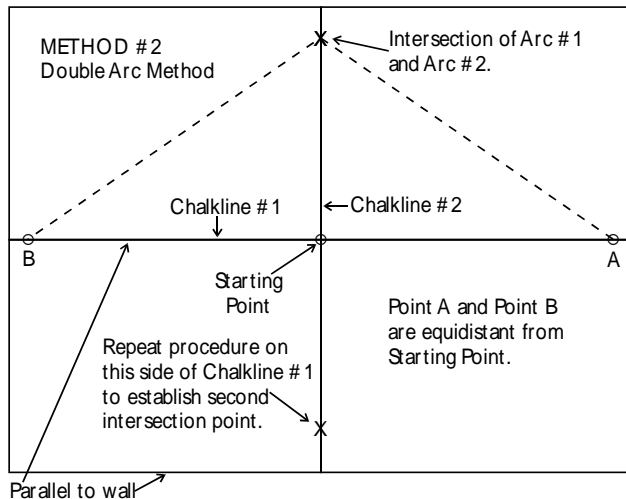 METHOD #2
Double Arc Method
X
Intersection of Arc #1
and Arc #2.
Chalkline #1
Chalkline #2
B
A
Starting
Point
Point A and Point B
are equidistant from
Starting Point.
Repeat procedure on
this side of Chalkline #1
to establish second
intersection point.
X
Parallel to wall